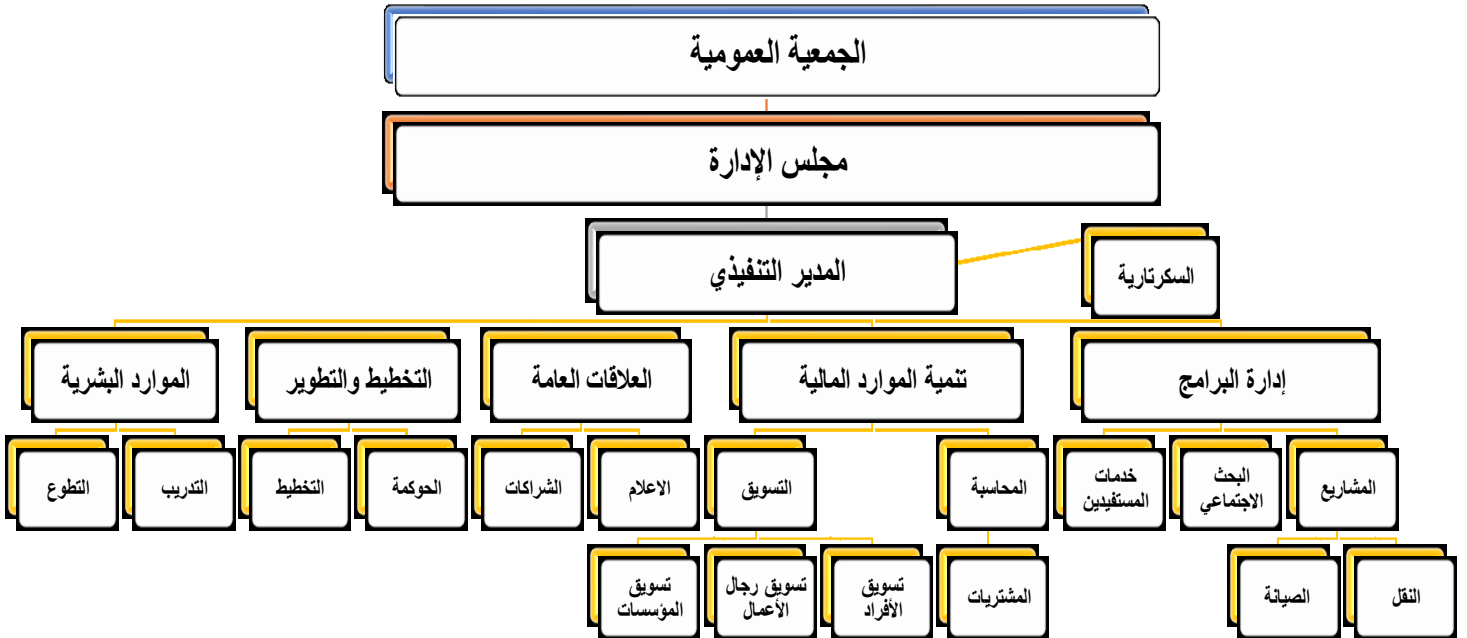 الجمعية العمومية
مجلس الإدارة
المدير التنفيذي
السكرتارية
إدارة البرامج
تنمية الموارد المالية
العلاقات العامة
التخطيط والتطوير
الموارد البشرية
المشاريع
البحث
الاجتماعي
خدمات
المستفيدين
المحاسبة
التسويق
الاعلام
الشراكات
الحوكمة
التخطيط
التدريب
التطوع
النقل
الصيانة
المشتريات
تسويق
الأفراد
تسويق رجال
الأعمال
تسويق
المؤسسات